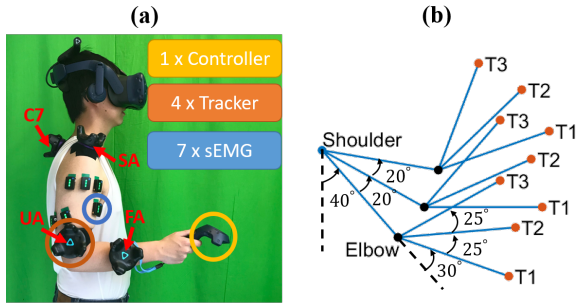 (a)
1 x Controller
4 x Tracker
7 x sEMG
C7
SA
UA
FA
(b)
T3
T2
T3
T1
Shoulder
T2
20°
T3
20°
40°
T1
25°
T2
Elbow
25°
30°
T1